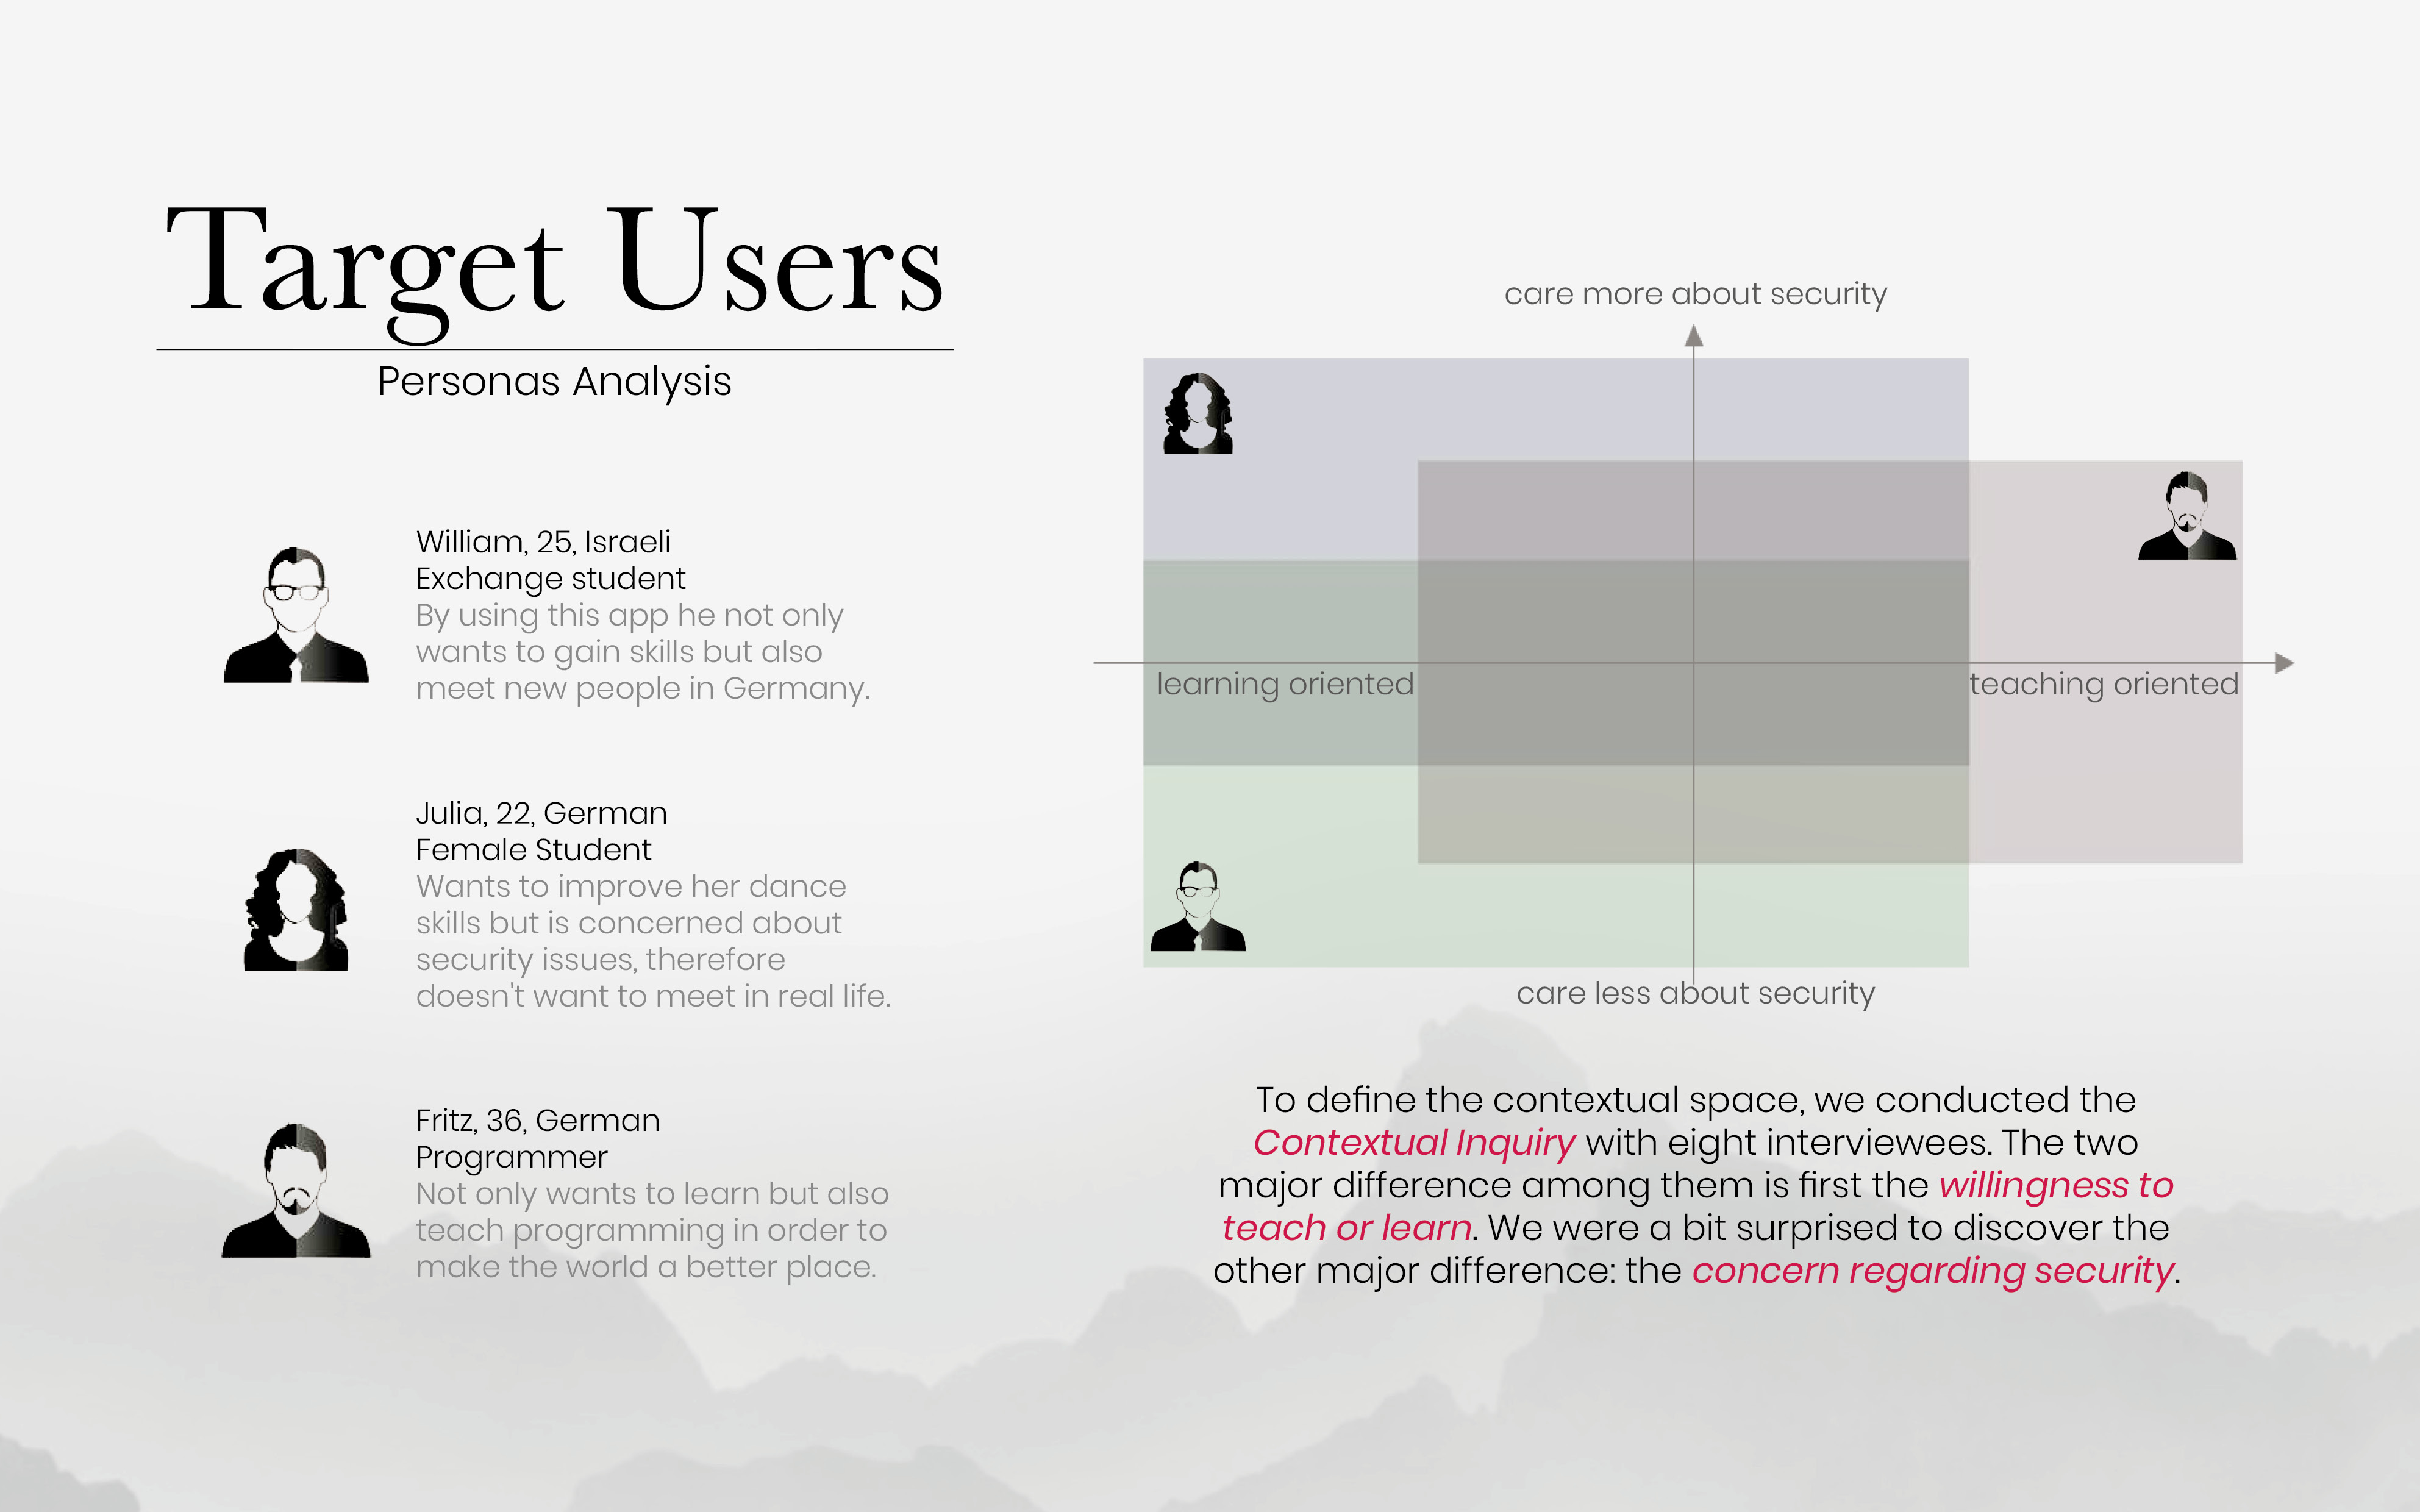 Target Users
Personas Analysis
William, 25, Israeli
Exchange student
By using this app he not only
wants to gain skills but also
meet new people in Germany.
Julia, 22, German
Female Student
Wants to improve her dance
skills but is concerned about
security issues, therefore
doesn't want to meet in real life.
Fritz, 36, German
Programmer
Not only wants to learn but also
teach programming in order to
make the world a better place.
care more about security
learning oriented
teaching oriented
care less about security
To define the contextual space, we conducted the
Contextual Inquiry with eight interviewees. The two
major difference among them is first the willingness to
teach or learn. We were a bit surprised to discover the
other major difference: the concern regarding security.